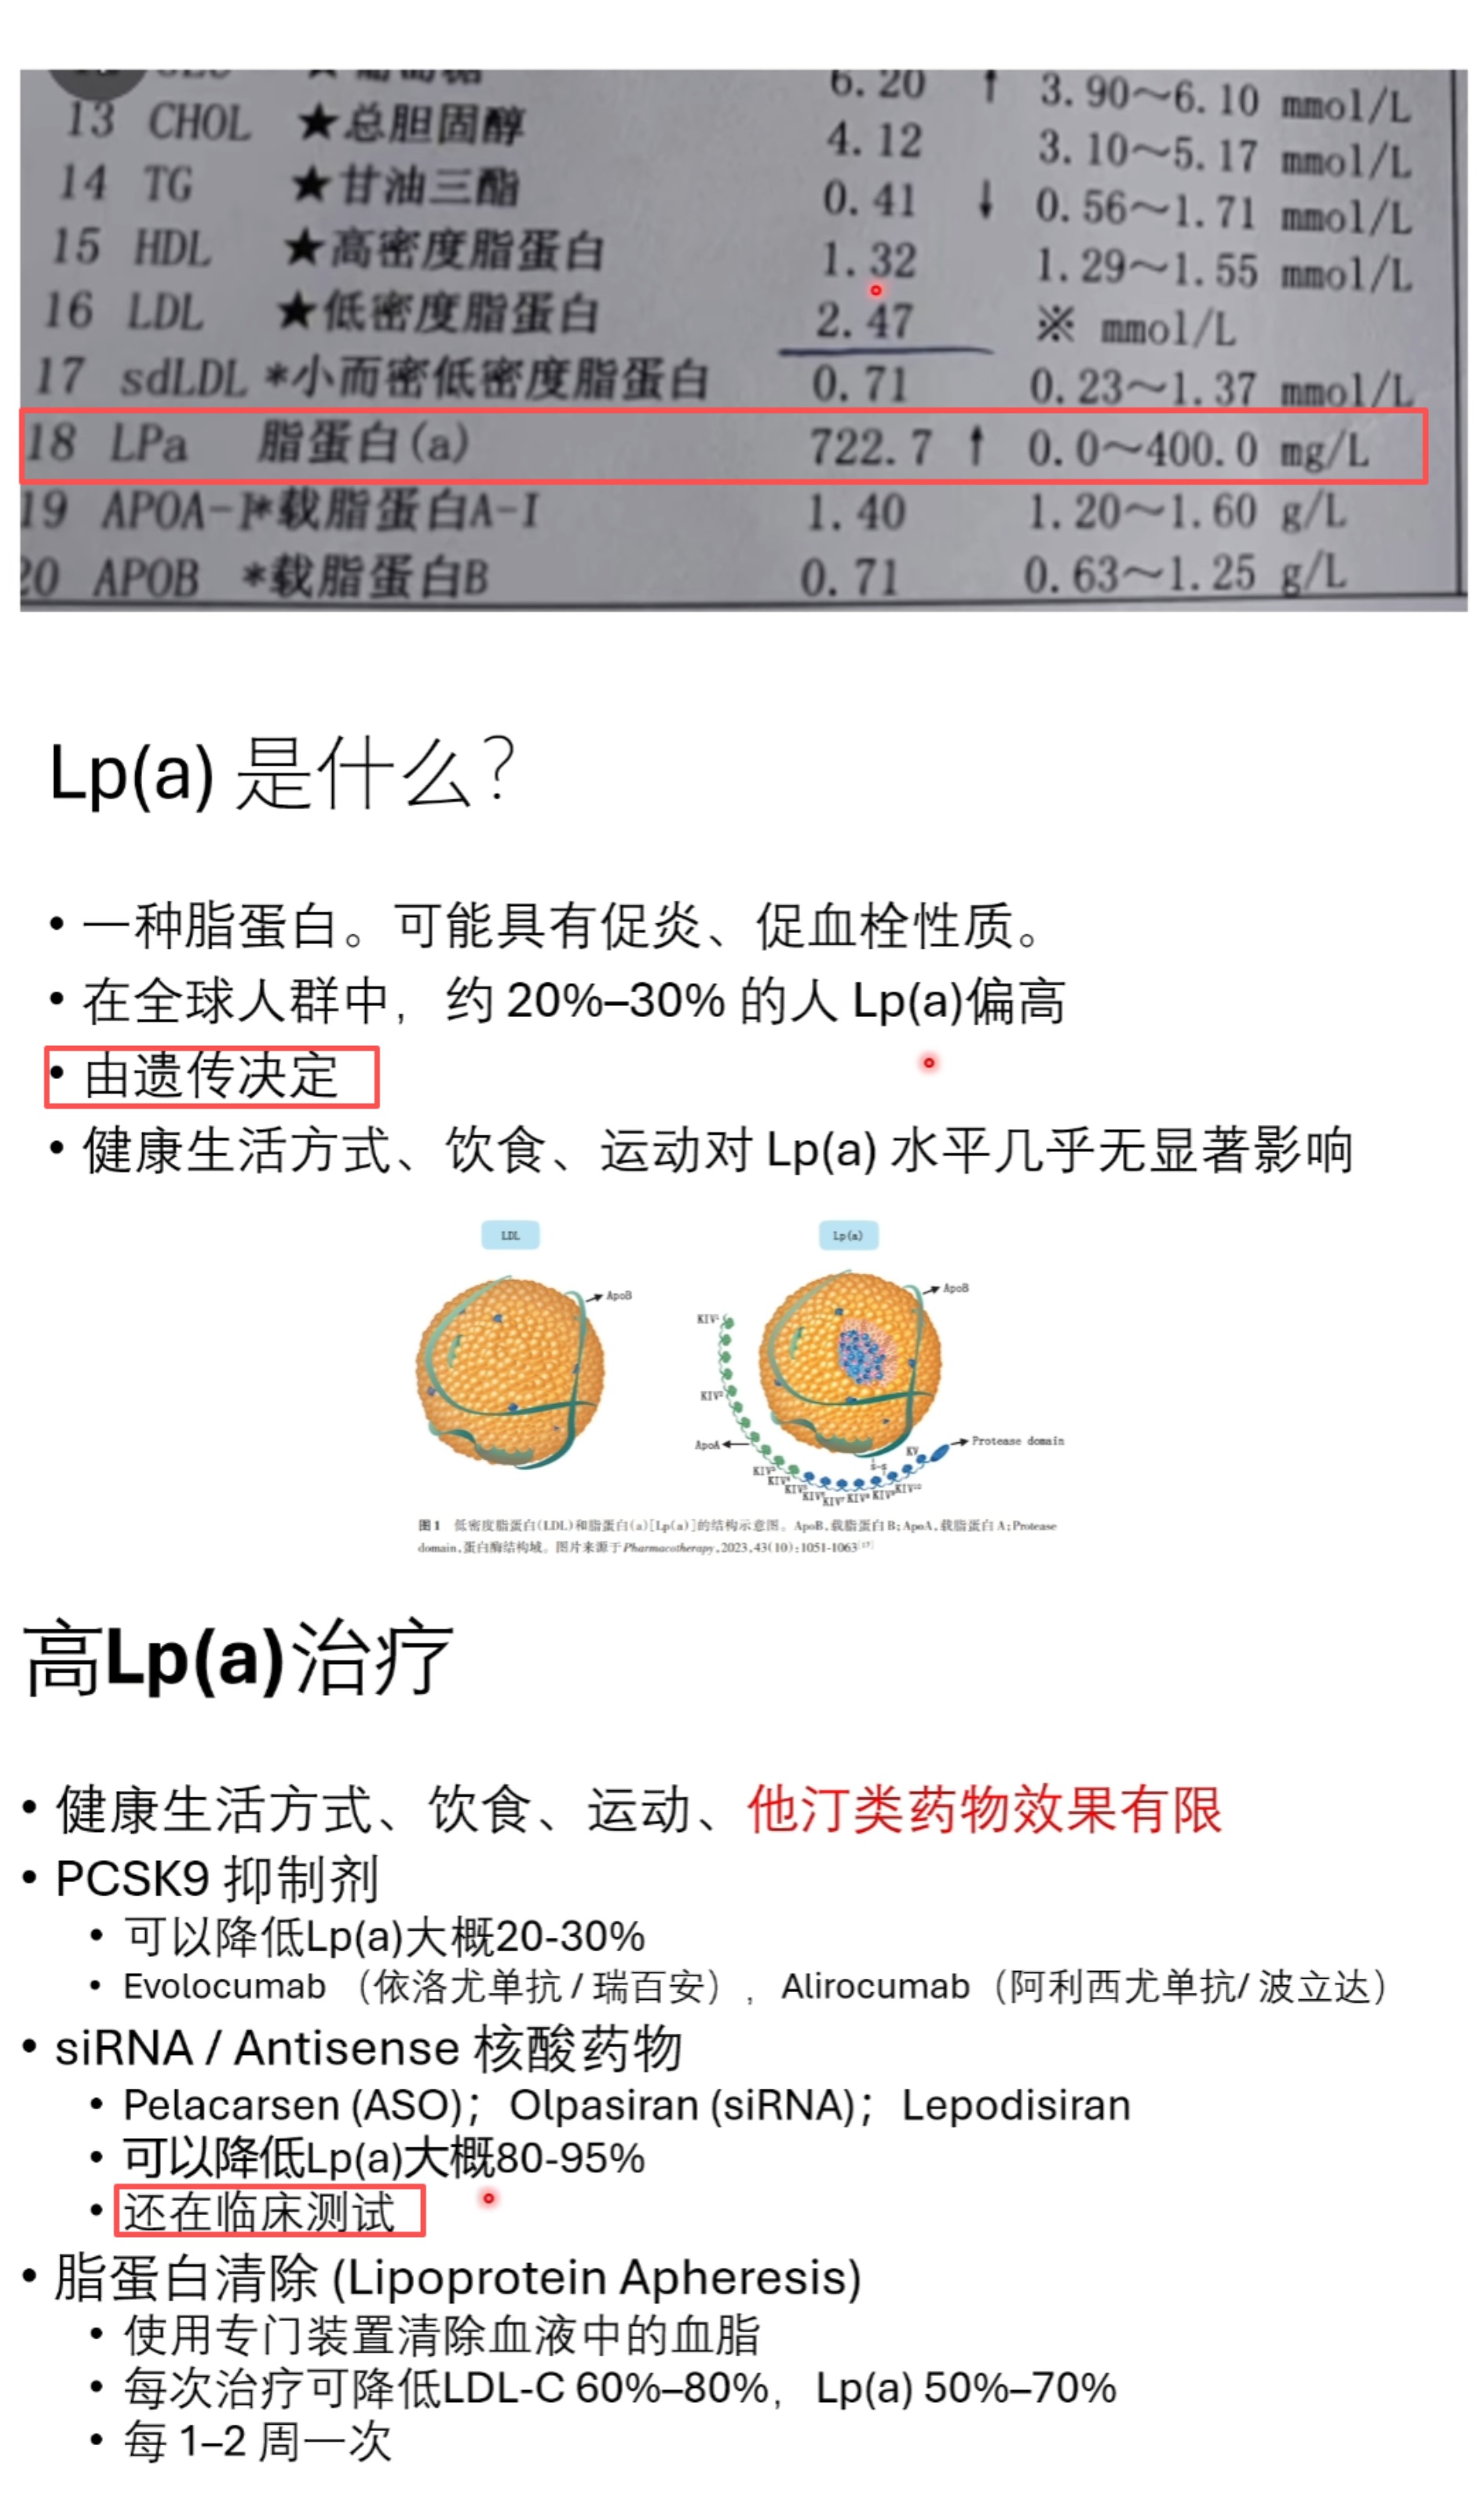 6.20 ↑ 3.90～6.10 mmol/L
13 CHOL ★总胆固醇 4.12 3.10～5.17 mmol/L
14 TG ★甘油三酯 0.41 ↓ 0.56～1.71 mmol/L
15 HDL ★高密度脂蛋白 1.32 1.29～1.55 mmol/L
16 LDL ★低密度脂蛋白 2.47 ※ mmol/L
17 sdLDL *小而密低密度脂蛋白 0.71 0.23～1.37 mmol/L
18 LPa 脂蛋白(a) 722.7 ↑ 0.0～400.0 mg/L
19 APOA-I*载脂蛋白A-I 1.40 1.20～1.60 g/L
20 APOB *载脂蛋白B 0.71 0.63～1.25 g/L
Lp(a) 是什么？
• 一种脂蛋白。可能具有促炎、促血栓性质。
• 在全球人群中，约 20%–30% 的人 Lp(a)偏高
• 由遗传决定
• 健康生活方式、饮食、运动对 Lp(a) 水平几乎无显著影响
LDL Lp(a)
ApoB ApoB
KIV¹
KIV²
ApoA Protease domain
KV
S-S
KIV³
KIV⁴
KIV⁵
KIV⁶
KIV⁷ KIV⁸ KIV⁹ KIV¹⁰
图1 低密度脂蛋白(LDL)和脂蛋白(a)[Lp(a)]的结构示意图。ApoB,载脂蛋白B;ApoA,载脂蛋白A;Protease
domain,蛋白酶结构域。图片来源于Pharmacotherapy,2023,43(10):1051-1063[17]
高Lp(a)治疗
• 健康生活方式、饮食、运动、他汀类药物效果有限
• PCSK9 抑制剂
• 可以降低Lp(a)大概20-30%
• Evolocumab （依洛尤单抗 / 瑞百安），Alirocumab（阿利西尤单抗/ 波立达）
• siRNA / Antisense 核酸药物
• Pelacarsen (ASO)；Olpasiran (siRNA)；Lepodisiran
• 可以降低Lp(a)大概80-95%
• 还在临床测试
• 脂蛋白清除 (Lipoprotein Apheresis)
• 使用专门装置清除血液中的血脂
• 每次治疗可降低LDL-C 60%–80%，Lp(a) 50%–70%
• 每 1–2 周一次